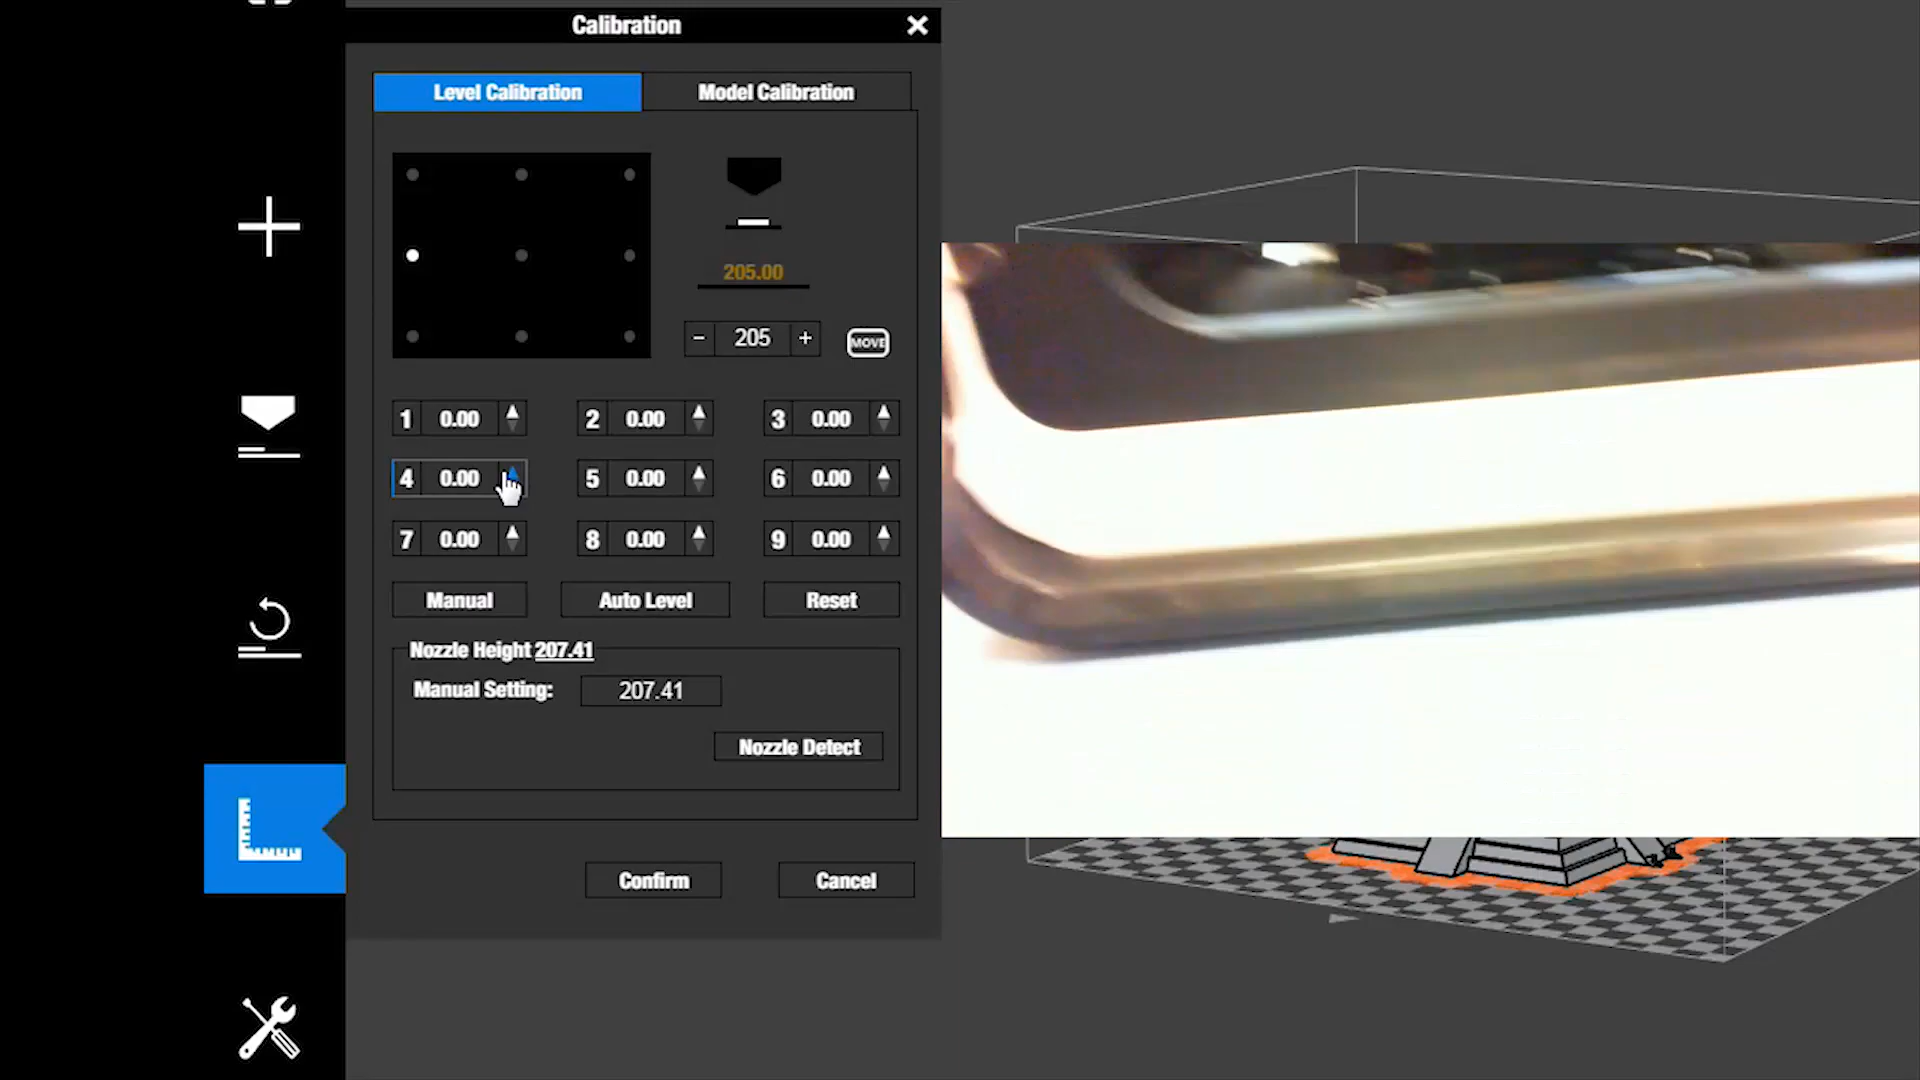 Calibration
Level Calibration
Model Calibration
205.00
- 205 +
MOVE
1 0.00
2 0.00
3 0.00
4 0.00
5 0.00
6 0.00
7 0.00
8 0.00
9 0.00
Manual
Auto Level
Reset
Nozzle Height 207.41
Manual Setting: 207.41
Nozzle Detect
Confirm
Cancel